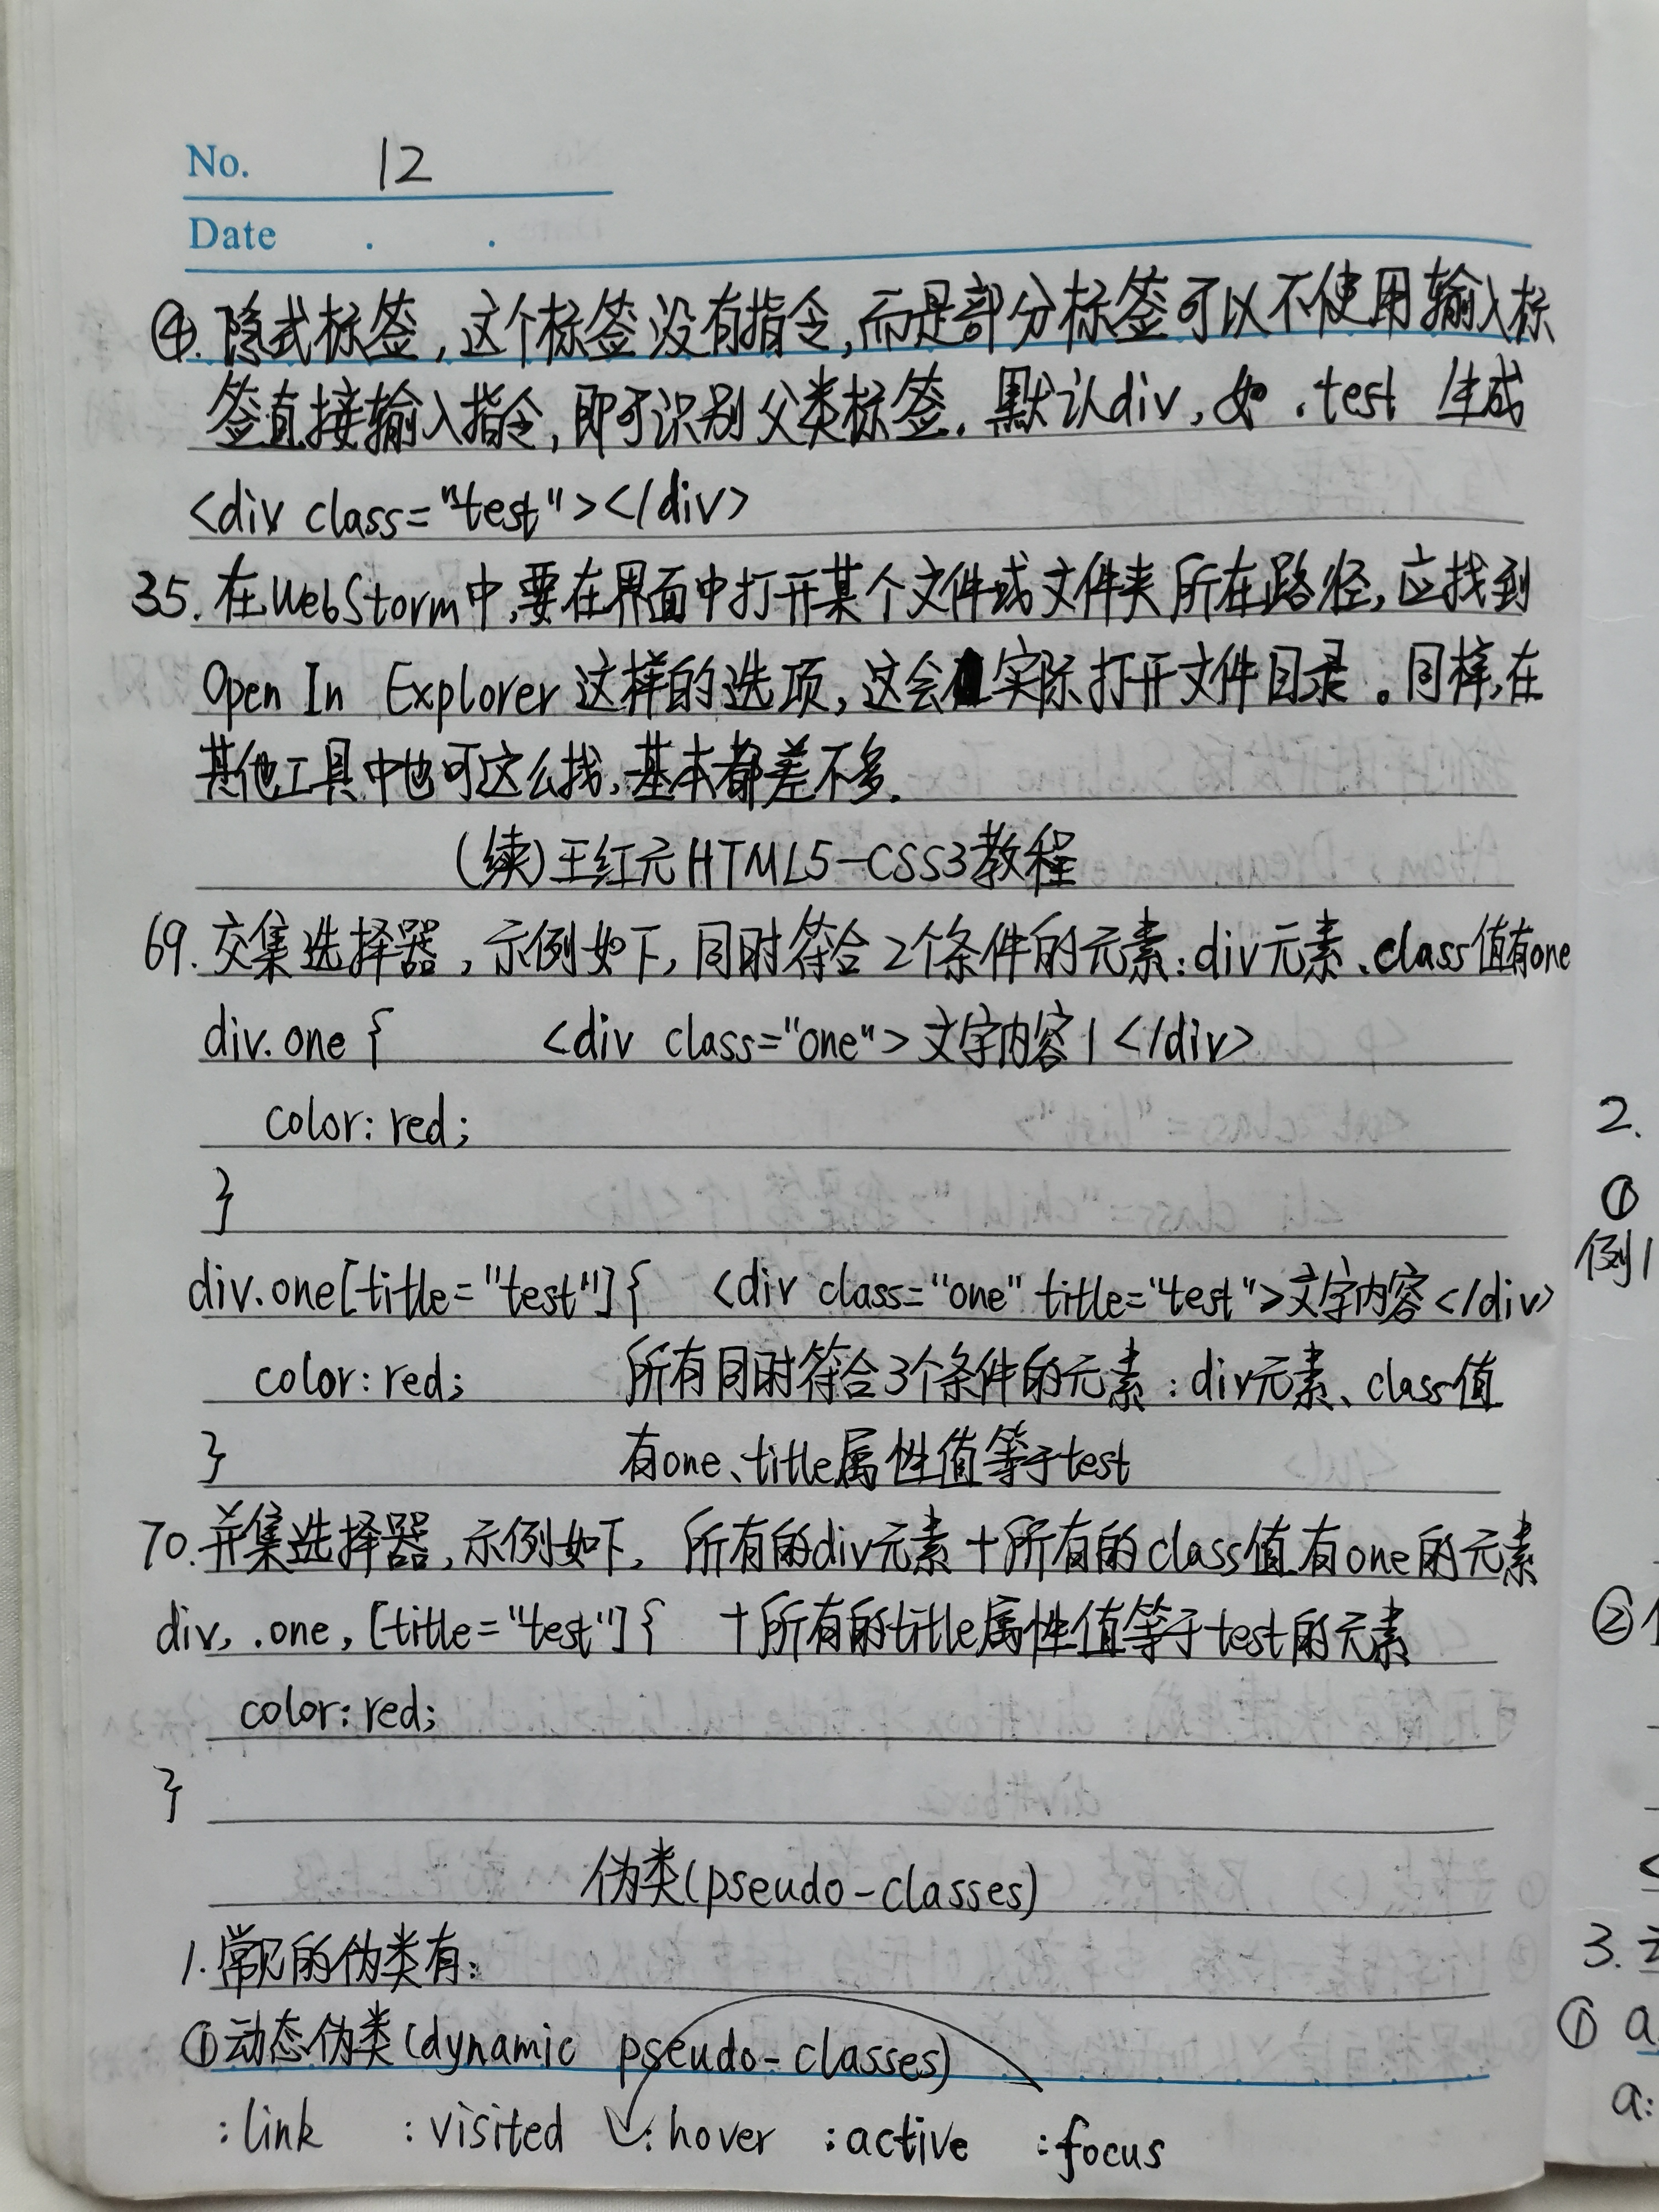 No. 12
Date . .
④. 隐式标签,这个标签没有指令,而是部分标签可以不使用输入标
签直接输入指令,即可识别父类标签.默认div,如 .test 生成
<div class="test"></div>
35.在WebStorm中,要在界面中打开某个文件或文件夹所在路径,应找到
Open In Explorer 这样的选项,这会实际打开文件目录。同样,在
其他工具中也可这么找,基本都差不多.
(续)王红元HTML5-CSS3教程
69.交集选择器,示例如下,同时符合2个条件的元素:div元素、class值有one
div.one { <div class="one">文字内容1</div>
color: red;
}
div.one[title="test"]{ <div class="one" title="test">文字内容</div>
color: red; 所有同时符合3个条件的元素:div元素、class值
} 有one、title属性值等于test
70.并集选择器,示例如下, 所有的div元素+所有的class值有one的元素
div, .one, [title="test"]{ +所有的title属性值等于test的元素
color: red;
}
伪类(pseudo-classes)
1.常见的伪类有:
①动态伪类(dynamic pseudo-classes)
:link :visited :hover :active :focus
2.
①
例1
②
<
3.
① a
a: